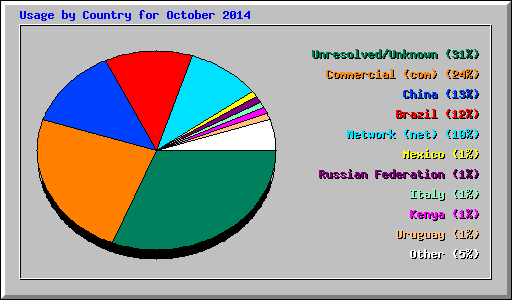 Usage by Country for October 2014
Unresolved/Unknown (31%)
Commercial (com) (24%)
China (13%)
Brazil (12%)
Network (net) (10%)
Mexico (1%)
Russian Federation (1%)
Italy (1%)
Kenya (1%)
Uruguay (1%)
Other (5%)